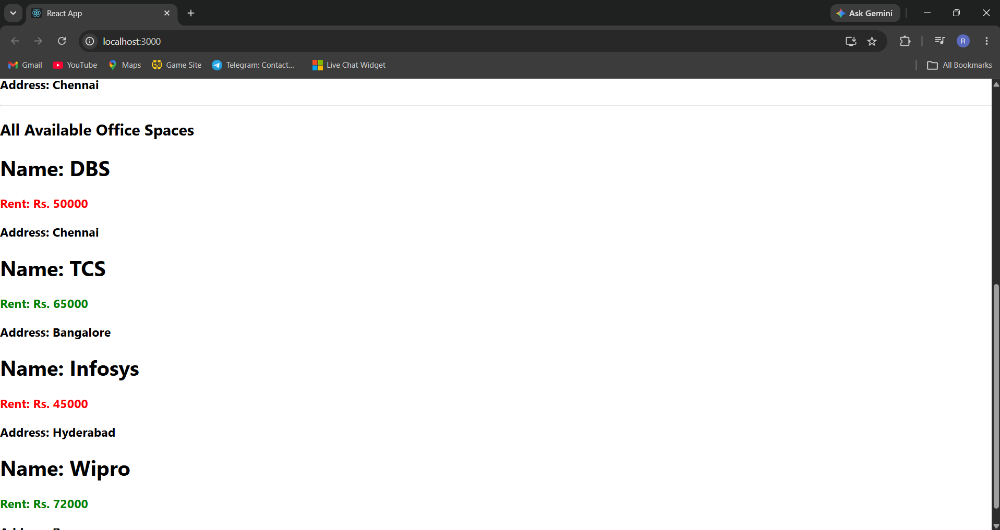 React App
Ask Gemini
localhost:3000
Gmail
YouTube
Maps
Game Site
Telegram: Contact...
Live Chat Widget
All Bookmarks
R
Address: Chennai
All Available Office Spaces
Name: DBS
Rent: Rs. 50000
Address: Chennai
Name: TCS
Rent: Rs. 65000
Address: Bangalore
Name: Infosys
Rent: Rs. 45000
Address: Hyderabad
Name: Wipro
Rent: Rs. 72000